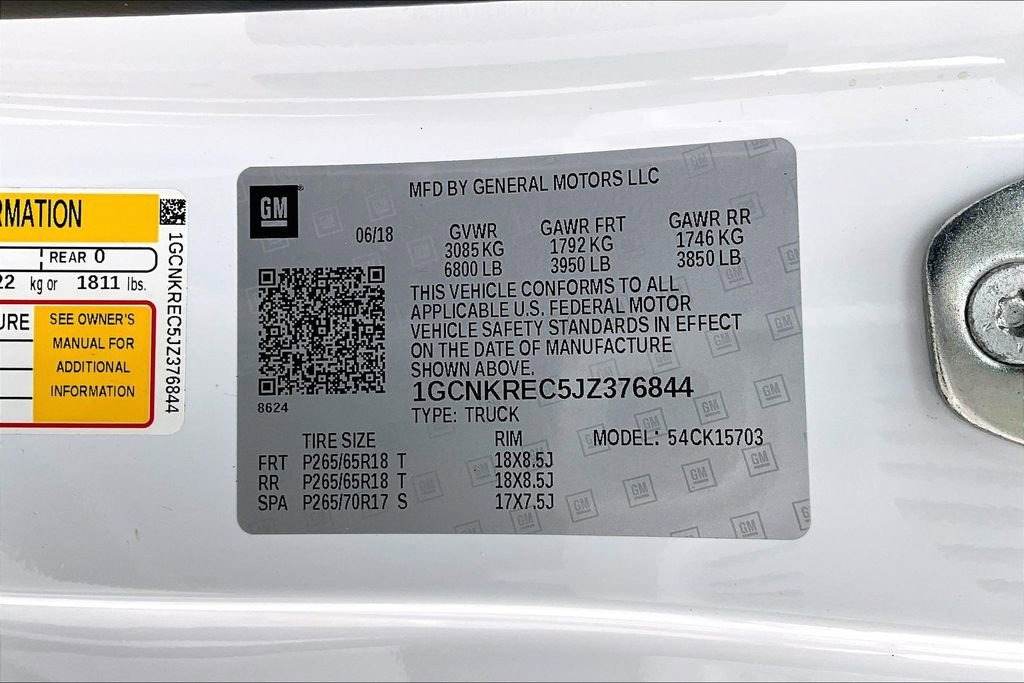 RMATION
REAR 0
22 kg or 1811 lbs.
URE
SEE OWNER'S
MANUAL FOR
ADDITIONAL
INFORMATION
1GCNKREC5JZ376844
GM
MFD BY GENERAL MOTORS LLC
06/18 GVWR GAWR FRT GAWR RR
3085 KG 1792 KG 1746 KG
6800 LB 3950 LB 3850 LB
THIS VEHICLE CONFORMS TO ALL
APPLICABLE U.S. FEDERAL MOTOR
VEHICLE SAFETY STANDARDS IN EFFECT
ON THE DATE OF MANUFACTURE
SHOWN ABOVE.
1GCNKREC5JZ376844
8624
TYPE: TRUCK
TIRE SIZE RIM MODEL: 54CK15703
FRT P265/65R18 T 18X8.5J
RR P265/65R18 T 18X8.5J
SPA P265/70R17 S 17X7.5J